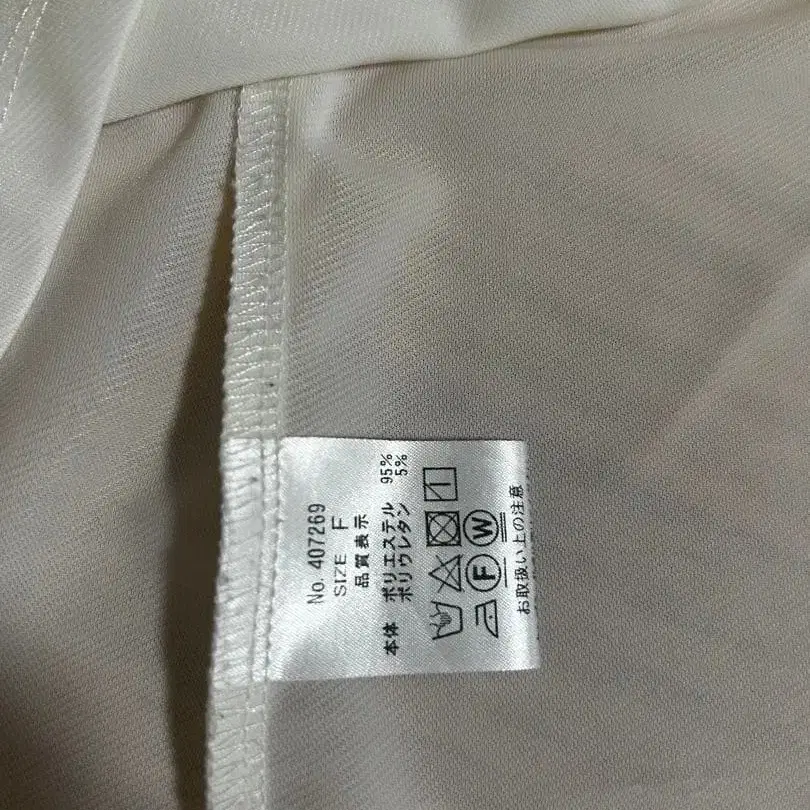 No. 407269
SIZE F
品質表示
本体 ポリエステル 95%
ポリウレタン 5%
F W
お取扱い上の注意